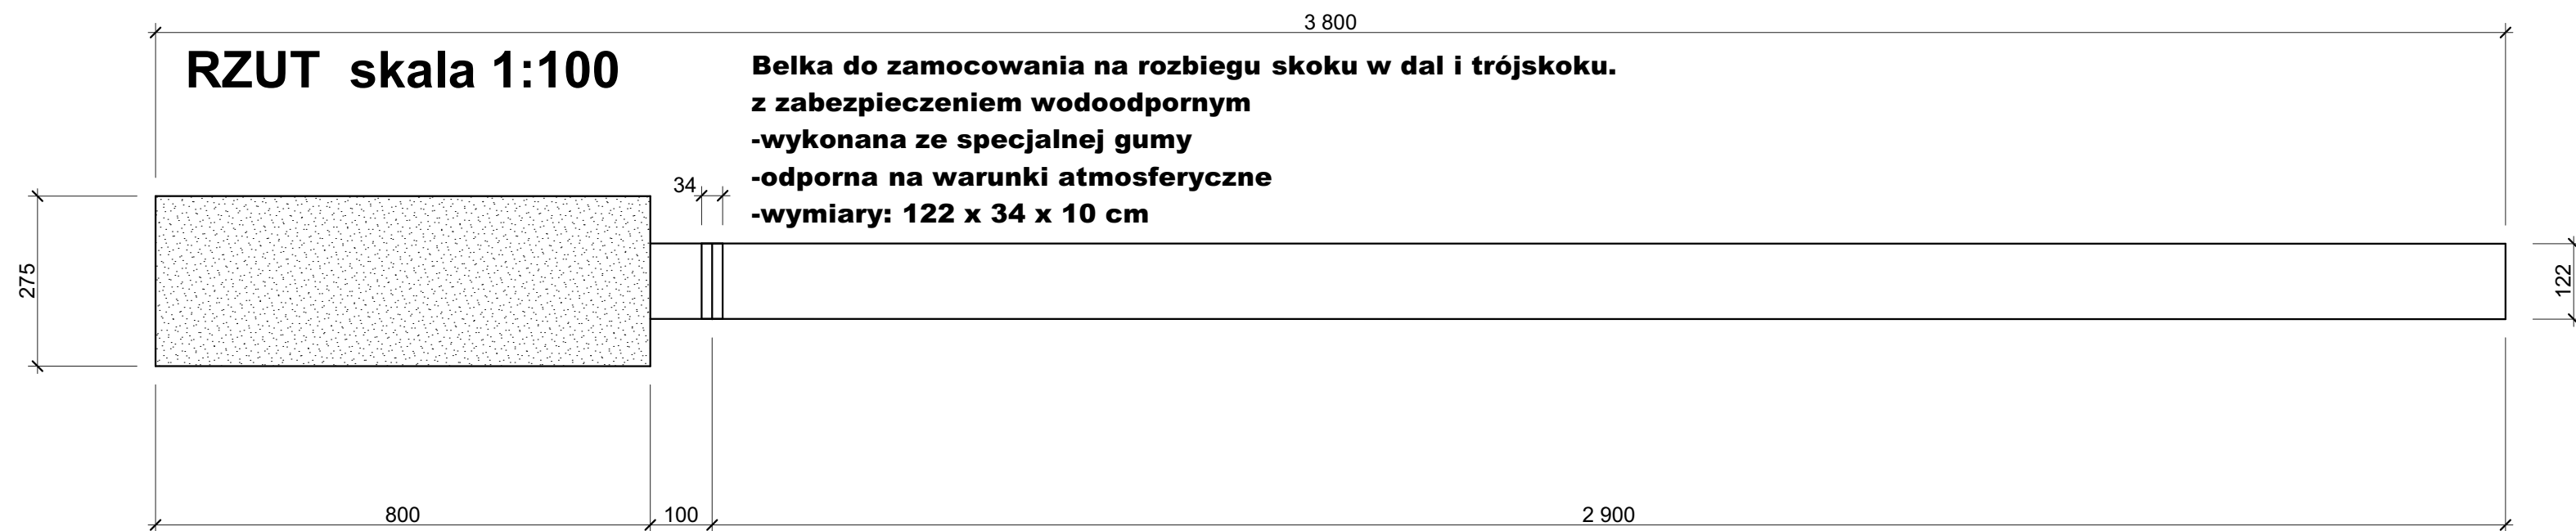 3 800
RZUT skala 1:100
Belka do zamocowania na rozbiegu skoku w dal i trójskoku.
z zabezpieczeniem wodoodpornym
-wykonana ze specjalnej gumy
-odporna na warunki atmosferyczne
-wymiary: 122 x 34 x 10 cm
34
275
122
800
100
2 900